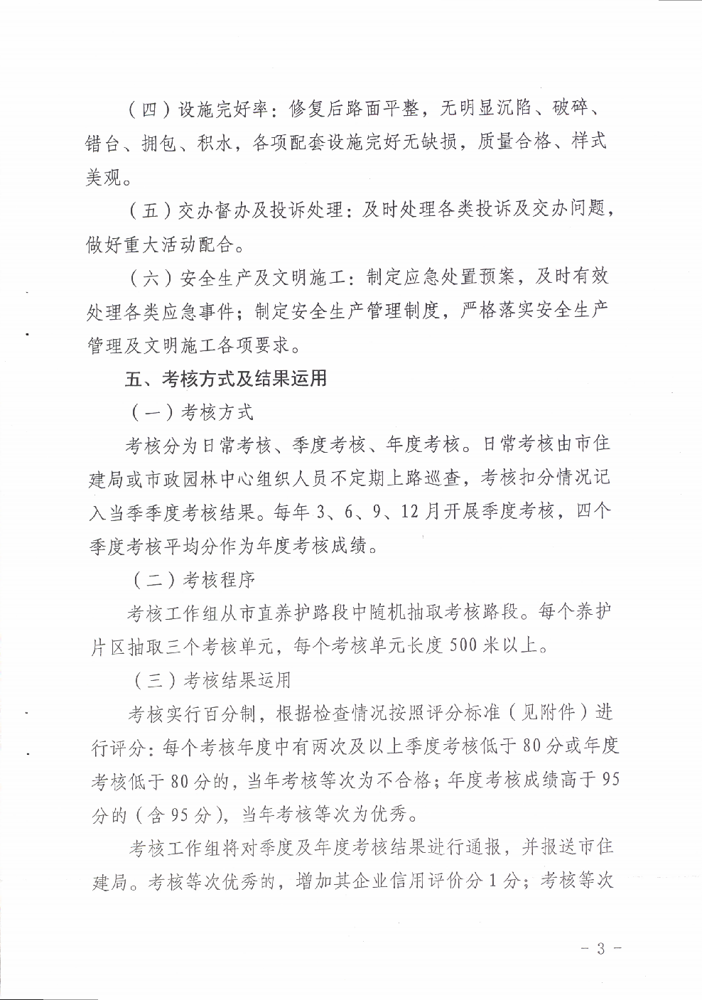 （四）设施完好率：修复后路面平整，无明显沉陷、破碎、
错台、拥包、积水，各项配套设施完好无缺损，质量合格、样式
美观。
（五）交办督办及投诉处理：及时处理各类投诉及交办问题，
做好重大活动配合。
（六）安全生产及文明施工：制定应急处置预案，及时有效
处理各类应急事件；制定安全生产管理制度，严格落实安全生产
管理及文明施工各项要求。
五、考核方式及结果运用
（一）考核方式
考核分为日常考核、季度考核、年度考核。日常考核由市住
建局或市政园林中心组织人员不定期上路巡查，考核扣分情况记
入当季季度考核结果。每年 3、6、9、12 月开展季度考核，四个
季度考核平均分作为年度考核成绩。
（二）考核程序
考核工作组从市直养护路段中随机抽取考核路段。每个养护
片区抽取三个考核单元，每个考核单元长度 500 米以上。
（三）考核结果运用
考核实行百分制，根据检查情况按照评分标准（见附件）进
行评分：每个考核年度中有两次及以上季度考核低于 80 分或年度
考核低于 80 分的，当年考核等次为不合格；年度考核成绩高于 95
分的（含 95 分），当年考核等次为优秀。
考核工作组将对季度及年度考核结果进行通报，并报送市住
建局。考核等次优秀的，增加其企业信用评价分 1 分；考核等次
- 3 -